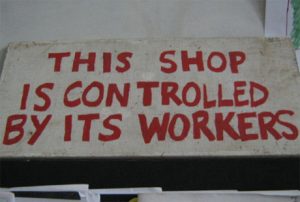 THIS SHOP
IS CONTROLLED
BY ITS WORKERS